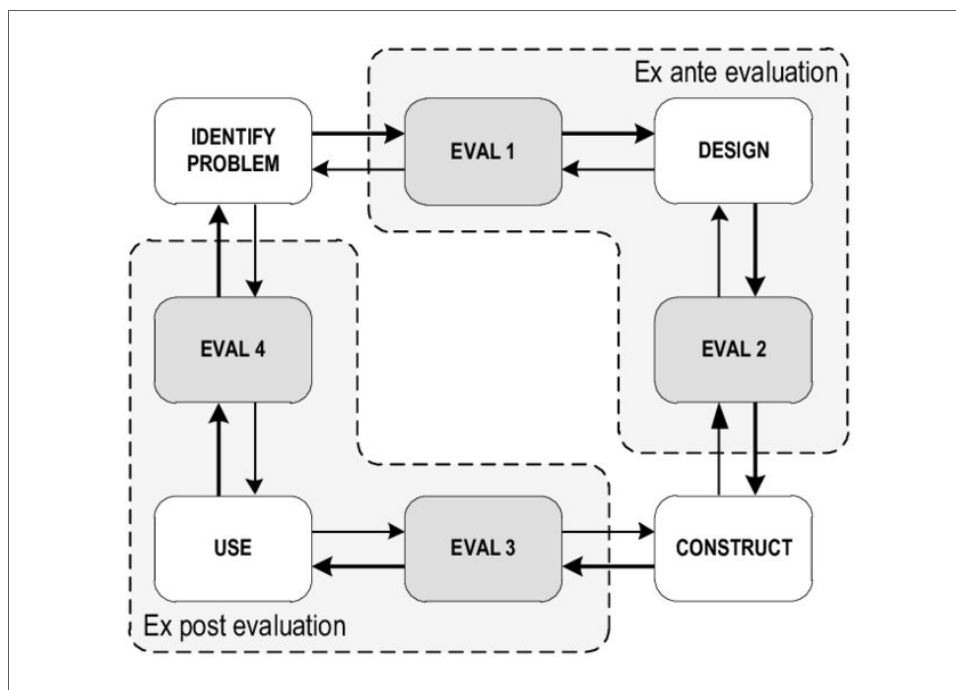 Ex ante evaluation
IDENTIFY
PROBLEM
EVAL 1
DESIGN
EVAL 4
EVAL 2
USE
EVAL 3
CONSTRUCT
Ex post evaluation